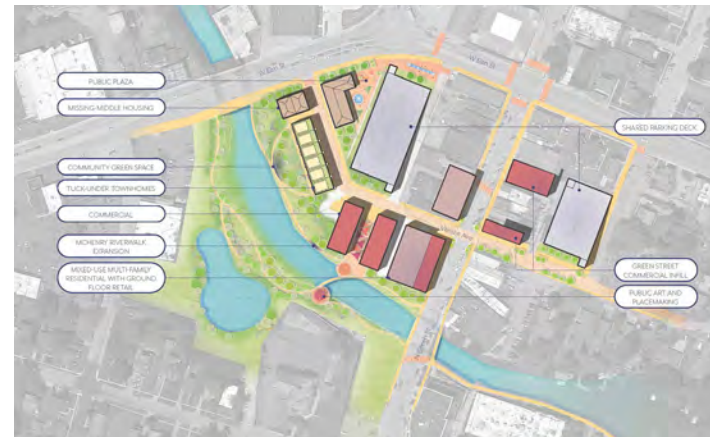 PUBLIC PLAZA
MISSING-MIDDLE HOUSING
COMMUNITY GREEN SPACE
TUCK-UNDER TOWNHOMES
COMMERCIAL
MCHENRY RIVERWALK
EXPANSION
MIXED-USE MULTI-FAMILY
RESIDENTIAL WITH GROUND
FLOOR RETAIL
SHARED PARKING DECK
GREEN STREET
COMMERCIAL INFILL
PUBLIC ART AND
PLACEMAKING